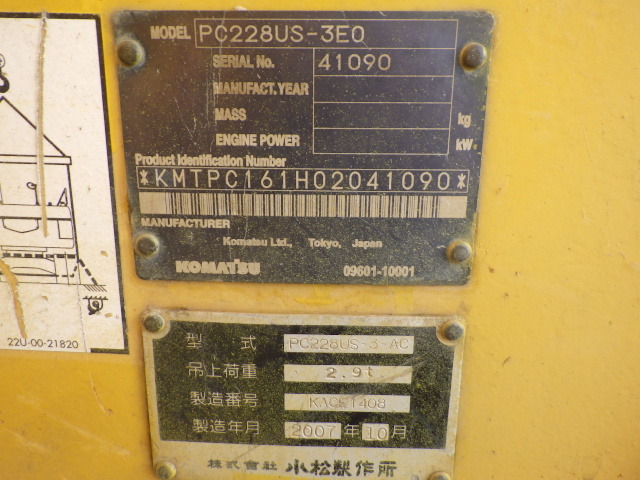 MODEL PC228US-3E0
SERIAL No. 41090
MANUFACT.YEAR
MASS kg
ENGINE POWER kW
Product Identification Number
*KMTPC161H02041090*
MANUFACTURER
Komatsu Ltd., Tokyo, Japan
KOMATSU 09601-10001
22U-00-21820
型式 PC228US-3-AC
吊上荷重 2.9t
製造番号 KACE1408
製造年月 2007年10月
株式會社 小松製作所